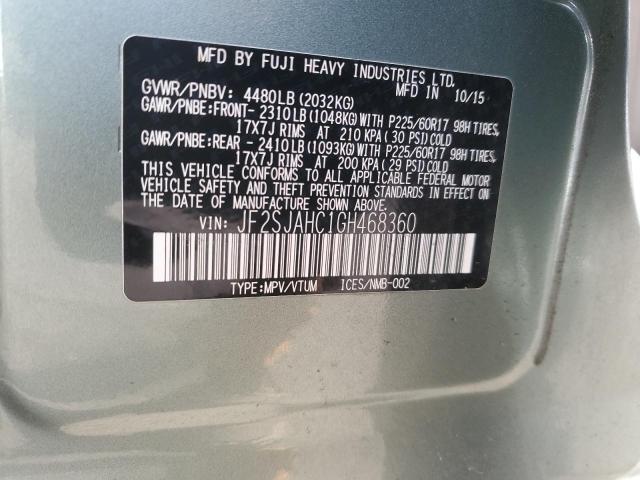 MFD BY FUJI HEAVY INDUSTRIES LTD.
MFD IN 10/15
GVWR/PNBV: 4480LB(2032KG)
GAWR/PNBE:FRONT- 2310LB(1048KG)WITH P225/60R17 98H TIRES,
17X7J RIMS AT 210 KPA(30 PSI)COLD
GAWR/PNBE:REAR - 2410LB(1093KG)WITH P225/60R17 98H TIRES,
17X7J RIMS AT 200 KPA(29 PSI)COLD
THIS VEHICLE CONFORMS TO ALL APPLICABLE FEDERAL MOTOR
VEHICLE SAFETY AND THEFT PREVENTION STANDARDS IN EFFECT ON
THE DATE OF MANUFACTURE SHOWN ABOVE.
VIN: JF2SJAHC1GH468360
TYPE:MPV/VTUM ICES/NMB-002